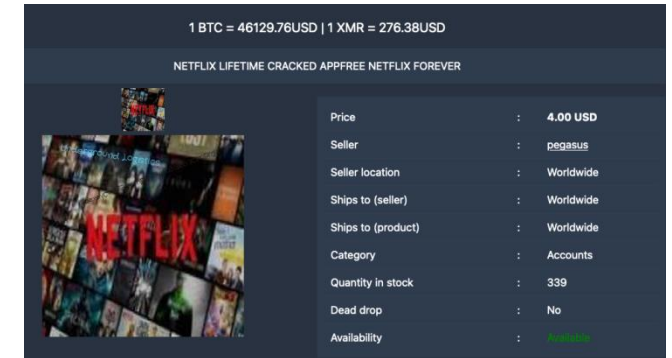 1 BTC = 46129.76USD | 1 XMR = 276.38USD
NETFLIX LIFETIME CRACKED APPFREE NETFLIX FOREVER
NETFLIX
Price : 4.00 USD
Seller : pegasus
Seller location : Worldwide
Ships to (seller) : Worldwide
Ships to (product) : Worldwide
Category : Accounts
Quantity in stock : 339
Dead drop : No
Availability : Available